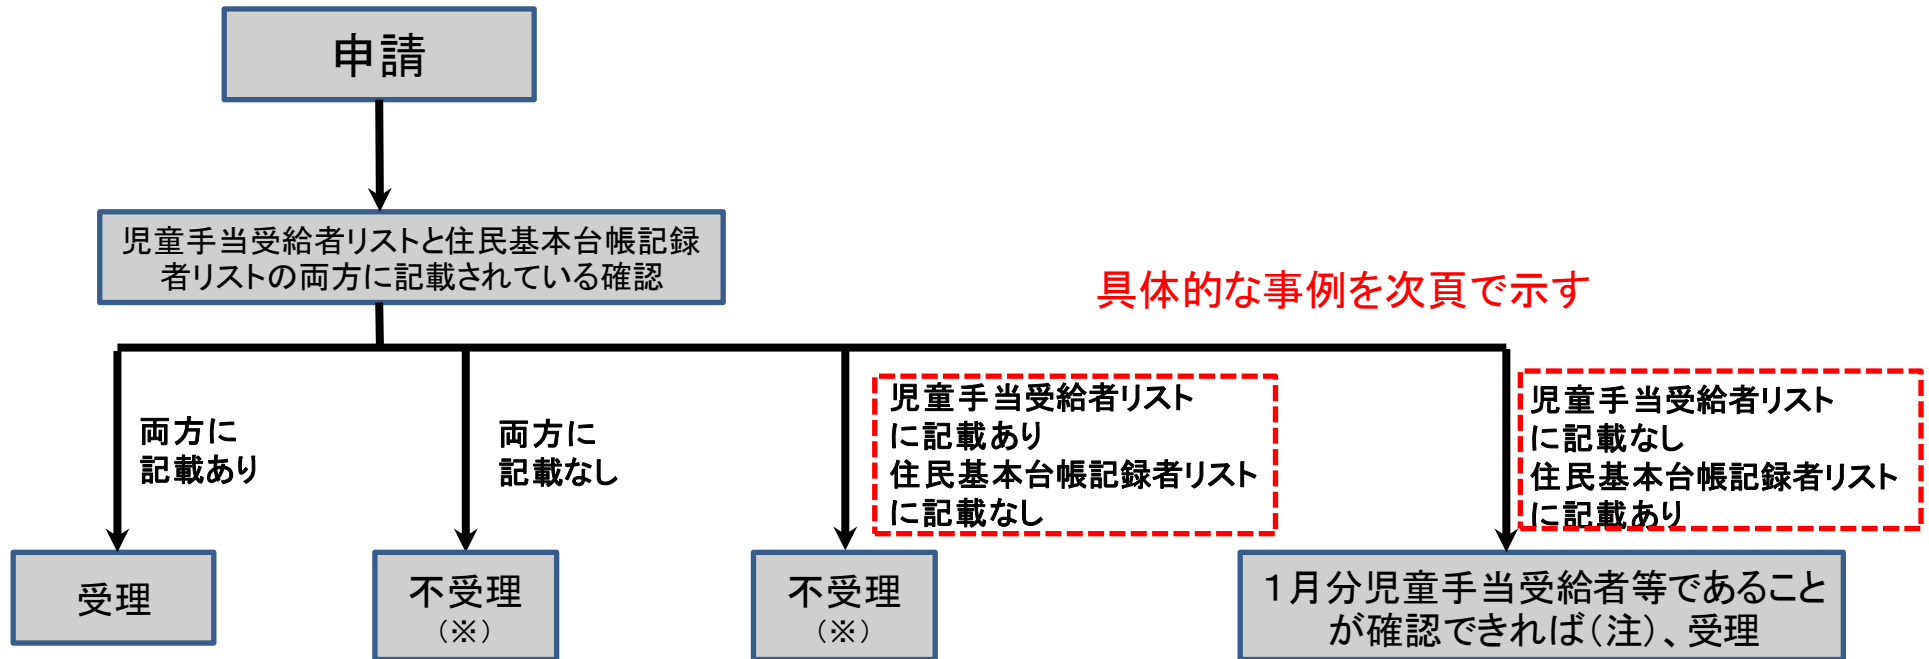 申請
児童手当受給者リストと住民基本台帳記録
者リストの両方に記載されている確認
具体的な事例を次頁で示す
両方に
記載あり
両方に
記載なし
児童手当受給者リスト
に記載あり
住民基本台帳記録者リスト
に記載なし
児童手当受給者リスト
に記載なし
住民基本台帳記録者リスト
に記載あり
受理
不受理
（※）
不受理
（※）
１月分児童手当受給者等であること
が確認できれば（注）、受理